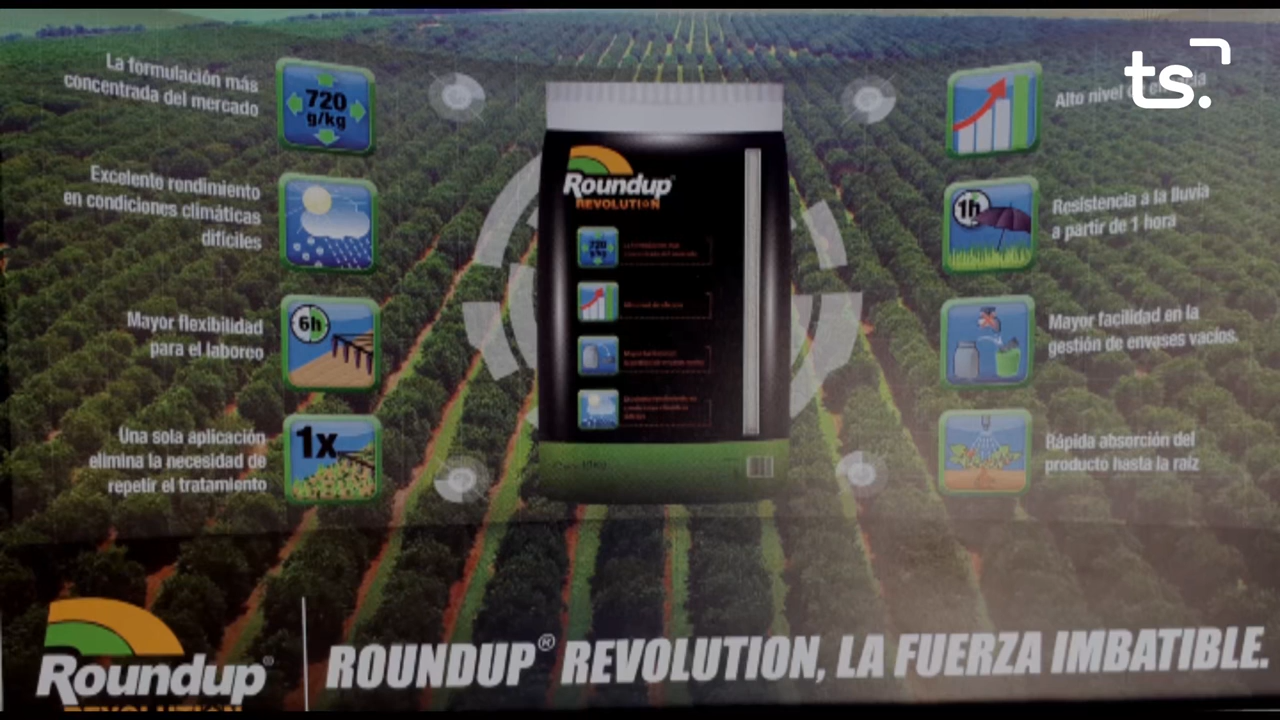 La formulación más
concentrada del mercado
720
g/kg
Excelente rendimiento
en condiciones climáticas
difíciles
Mayor flexibilidad
para el laboreo
6h
Una sola aplicación
elimina la necesidad de
repetir el tratamiento
1x
Roundup
REVOLUTION
720
g/kg
ts.
Alto nivel
1h
Resistencia a la lluvia
a partir de 1 hora
Mayor facilidad en la
gestión de envases vacíos.
Rápida absorción del
producto hasta la raíz
Roundup®
REVOLUTION
ROUNDUP® REVOLUTION, LA FUERZA IMBATIBLE.